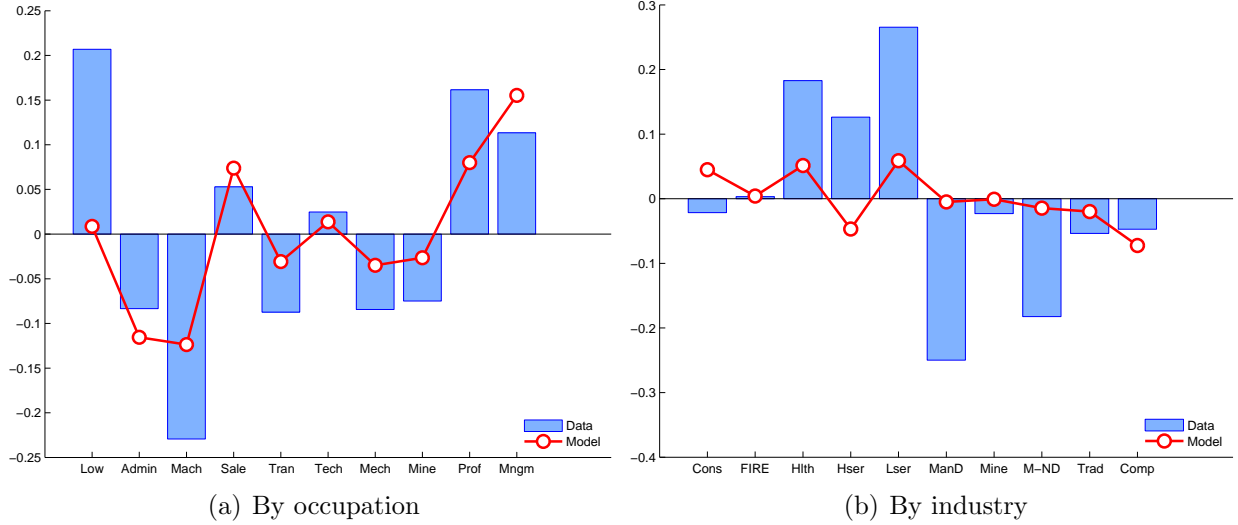 0.25
0.2
0.15
0.1
0.05
0
−0.05
−0.1
−0.15
−0.2
−0.25
Low Admin Mach Sale Tran Tech Mech Mine Prof Mngm
Data
Model
(a) By occupation
0.3
0.2
0.1
0
−0.1
−0.2
−0.3
−0.4
Cons FIRE Hlth Hser Lser ManD Mine M−ND Trad Comp
Data
Model
(b) By industry